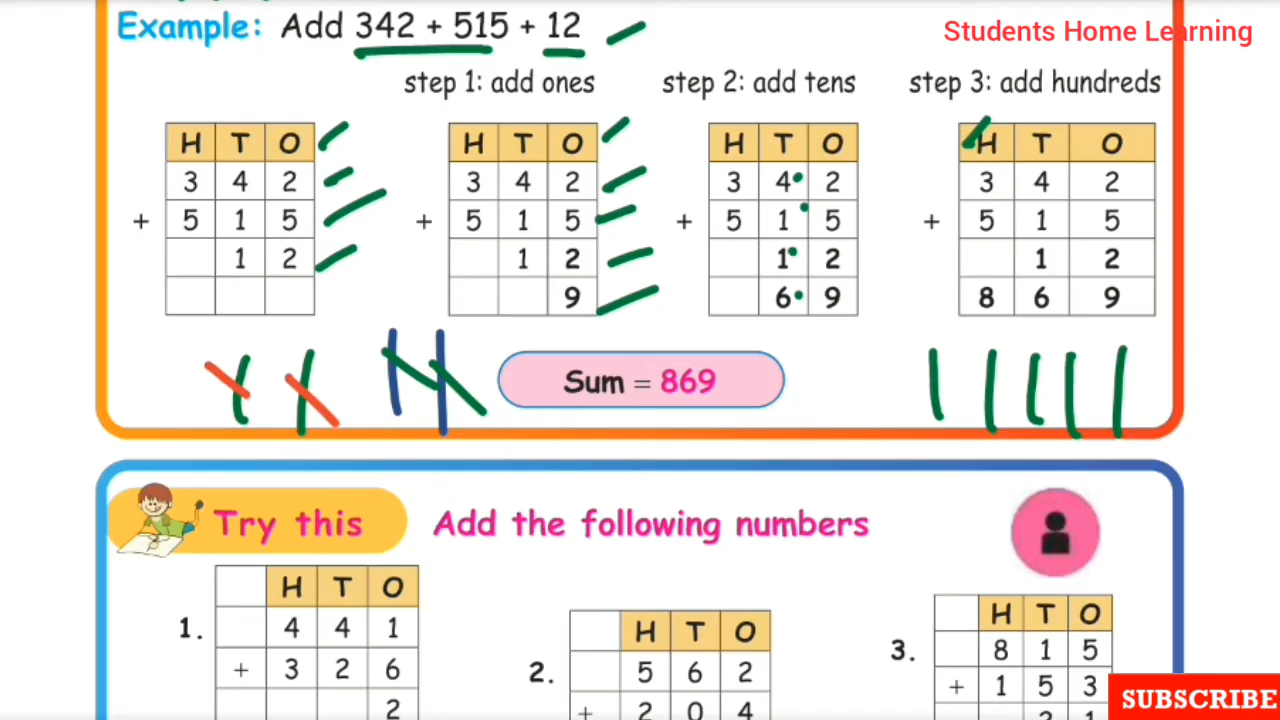 Example: Add 342 + 515 + 12
Students Home Learning
step 1: add ones
step 2: add tens
step 3: add hundreds
H T O
3 4 2
+ 5 1 5
1 2
H T O
3 4 2
+ 5 1 5
1 2
9
H T O
3 4 2
+ 5 1 5
1 2
6 9
H T O
3 4 2
+ 5 1 5
1 2
8 6 9
Sum = 869
Try this
Add the following numbers
1.
H T O
4 4 1
+ 3 2 6
2
2.
H T O
5 6 2
+ 2 0 4
3.
H T O
8 1 5
+ 1 5 3
SUBSCRIBE